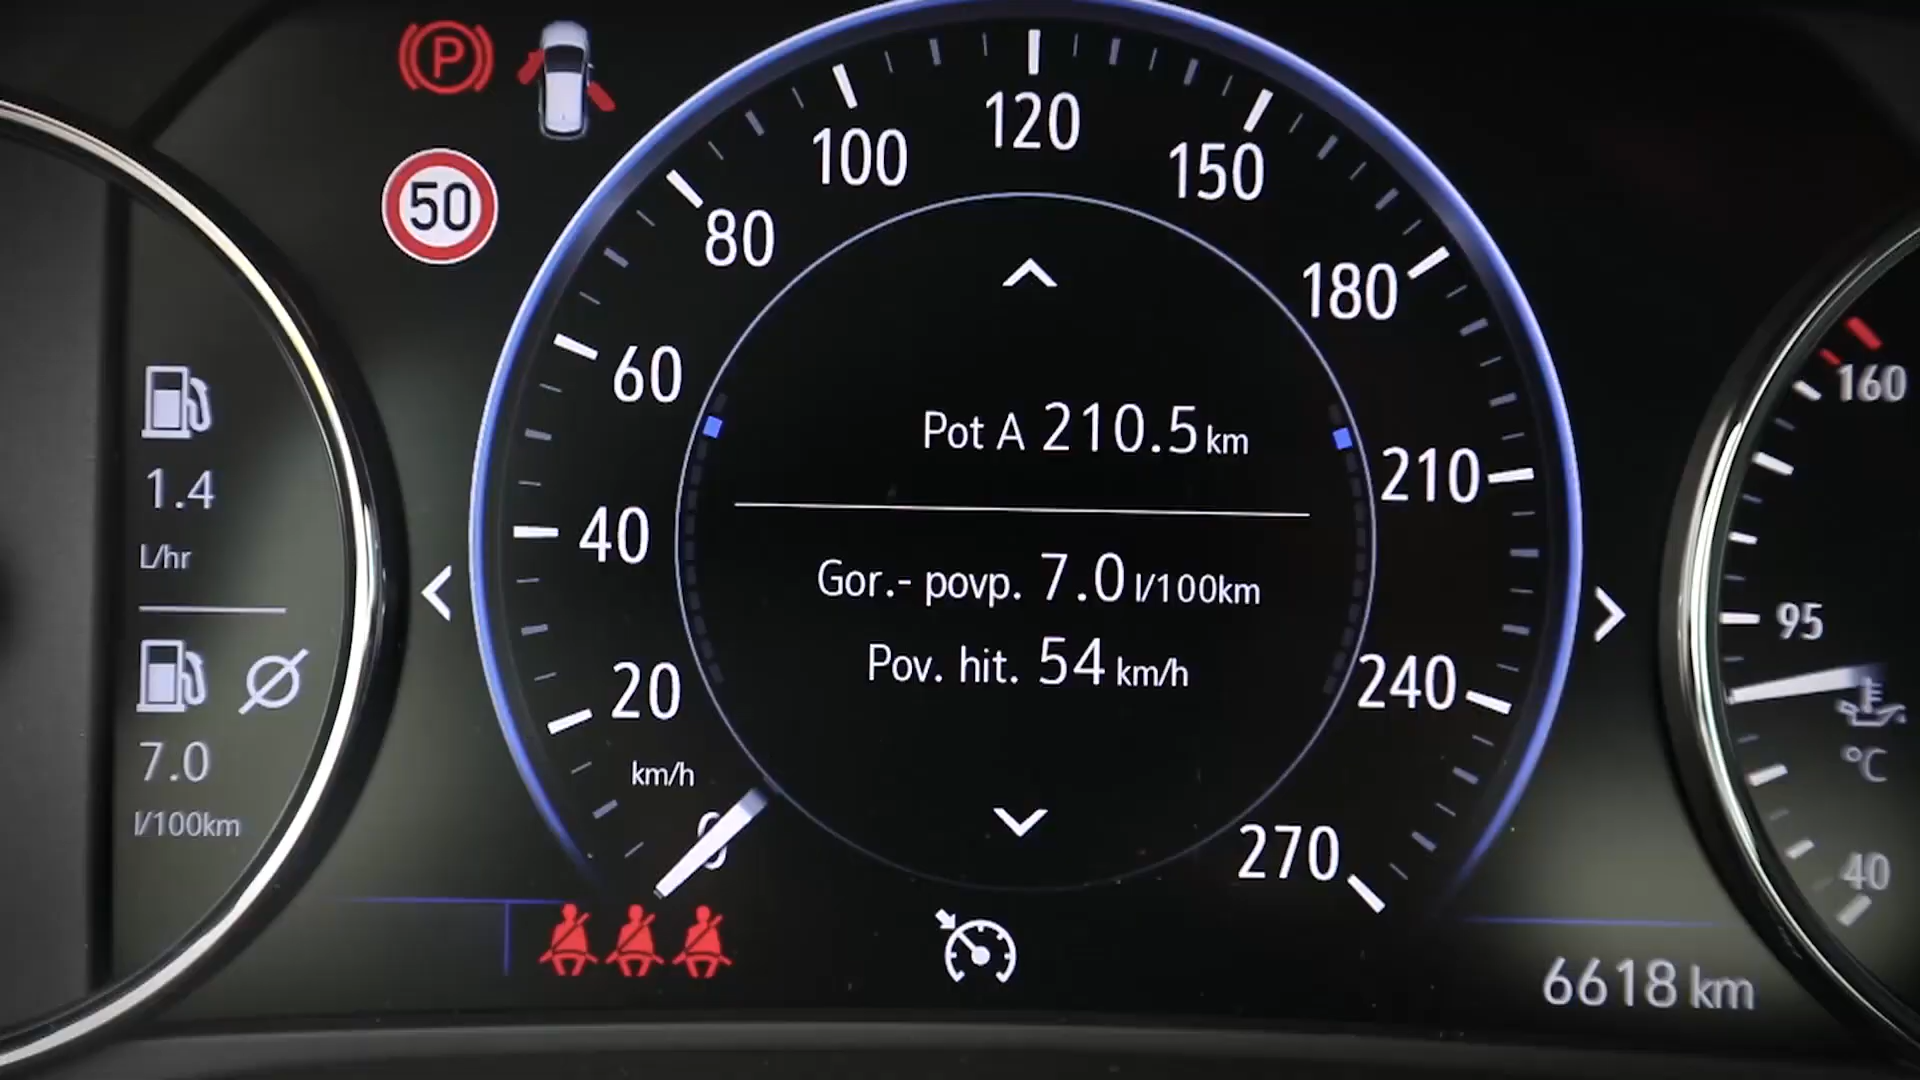 P
50
1.4
L/hr
7.0
l/100km
0
20
40
60
80
100
120
150
180
210
240
270
km/h
Pot A 210.5 km
Gor.- povp. 7.0 l/100km
Pov. hit. 54 km/h
160
95
°C
40
6618 km